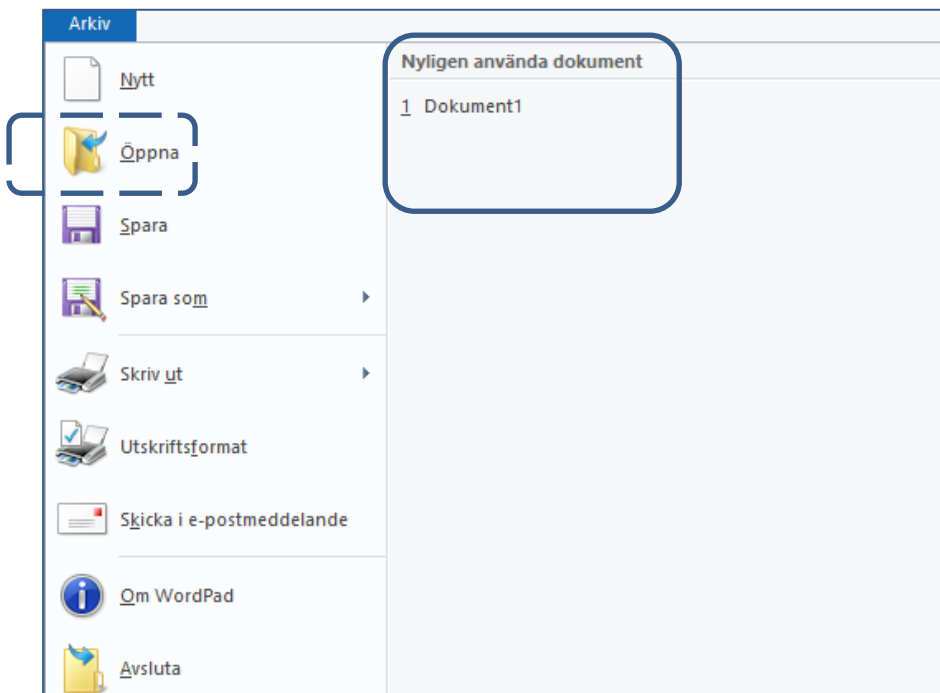 Arkiv
Nytt
Öppna
Spara
Spara som
Skriv ut
Utskriftsformat
Skicka i e-postmeddelande
Om WordPad
Avsluta
Nyligen använda dokument
1 Dokument1